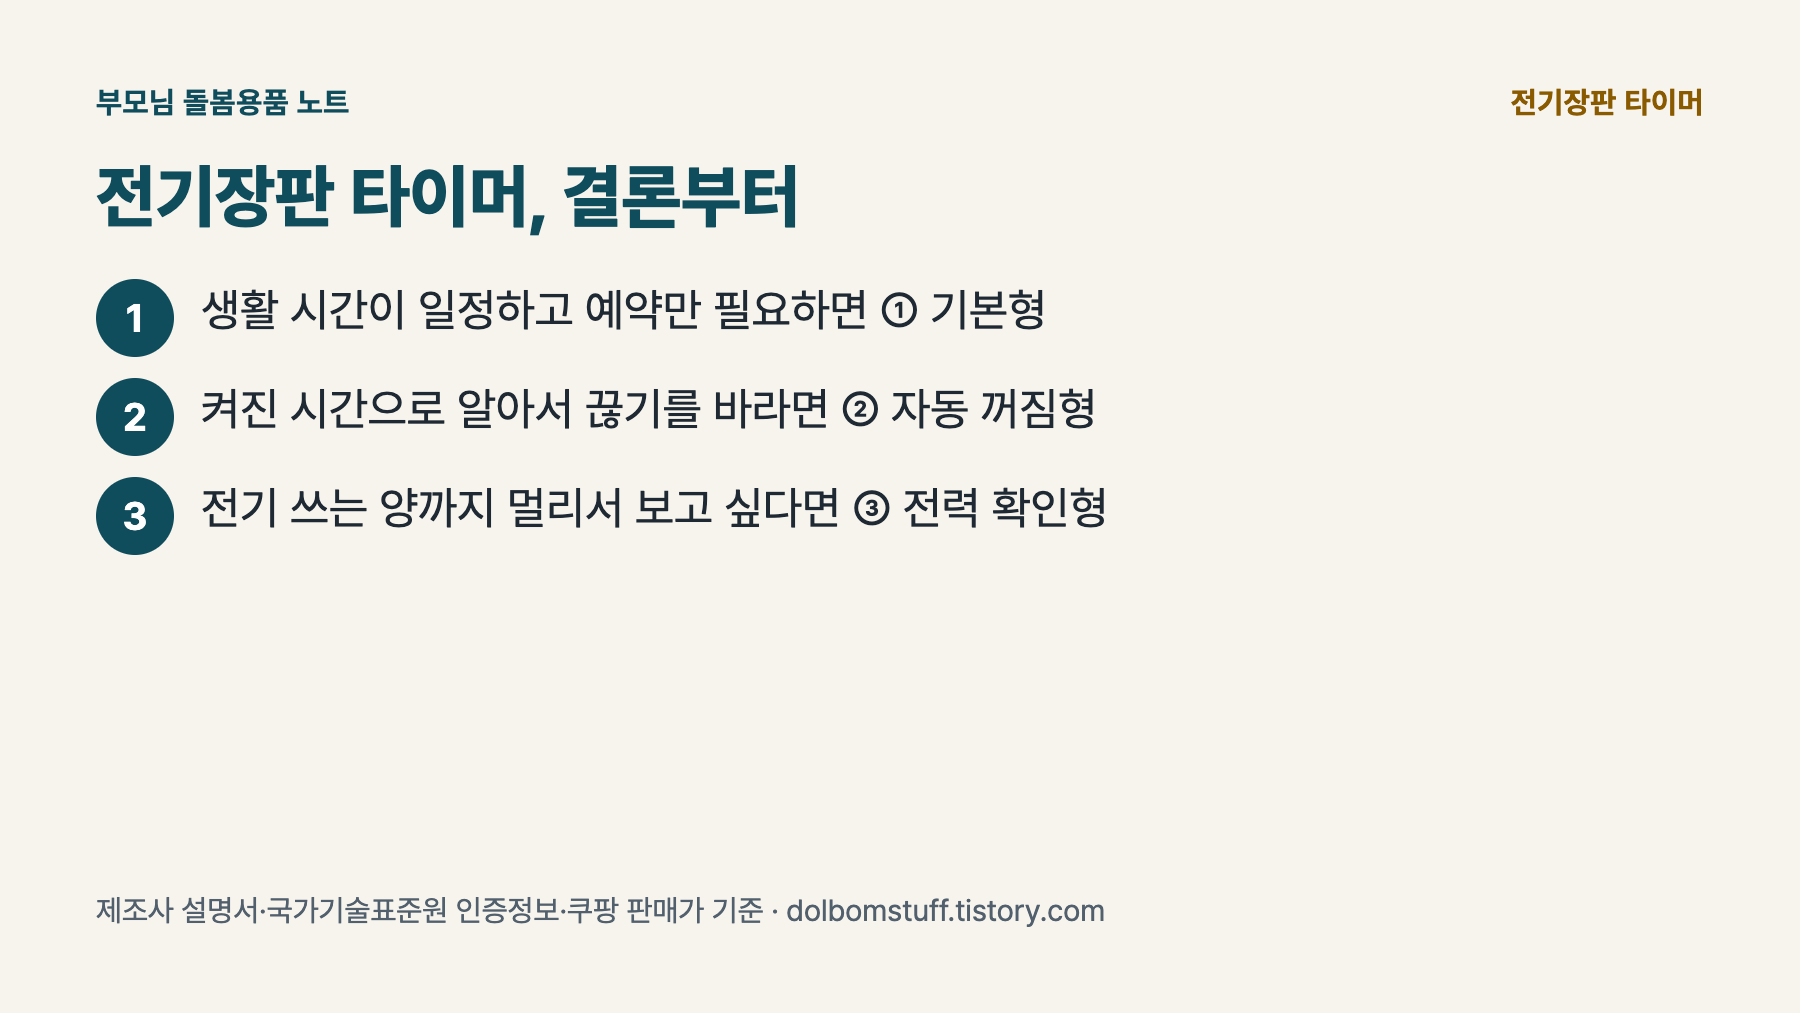 부모님 돌봄용품 노트
전기장판 타이머
전기장판 타이머, 결론부터
1 생활 시간이 일정하고 예약만 필요하면 ① 기본형
2 켜진 시간으로 알아서 끊기를 바라면 ② 자동 꺼짐형
3 전기 쓰는 양까지 멀리서 보고 싶다면 ③ 전력 확인형
제조사 설명서·국가기술표준원 인증정보·쿠팡 판매가 기준 · dolbomstuff.tistory.com